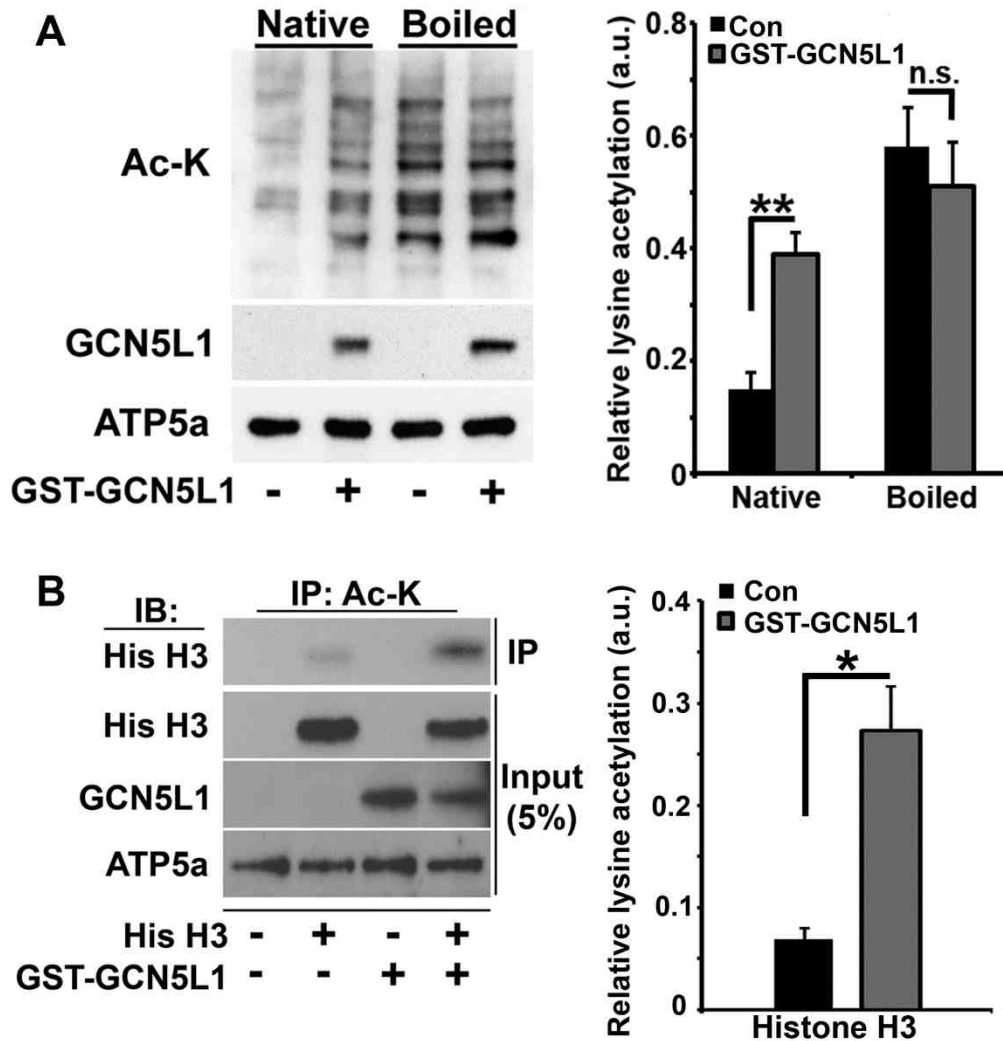 A
Native Boiled
Ac-K
GCN5L1
ATP5a
GST-GCN5L1 - + - +
Relative lysine acetylation (a.u.)
0.8
0.6
0.4
0.2
0
Con
GST-GCN5L1
**
n.s.
Native Boiled
B
IB: IP: Ac-K
His H3 IP
His H3
GCN5L1
ATP5a
Input
(5%)
His H3 - + - +
GST-GCN5L1 - - + +
Relative lysine acetylation (a.u.)
0.4
0.3
0.2
0.1
0
Con
GST-GCN5L1
*
Histone H3